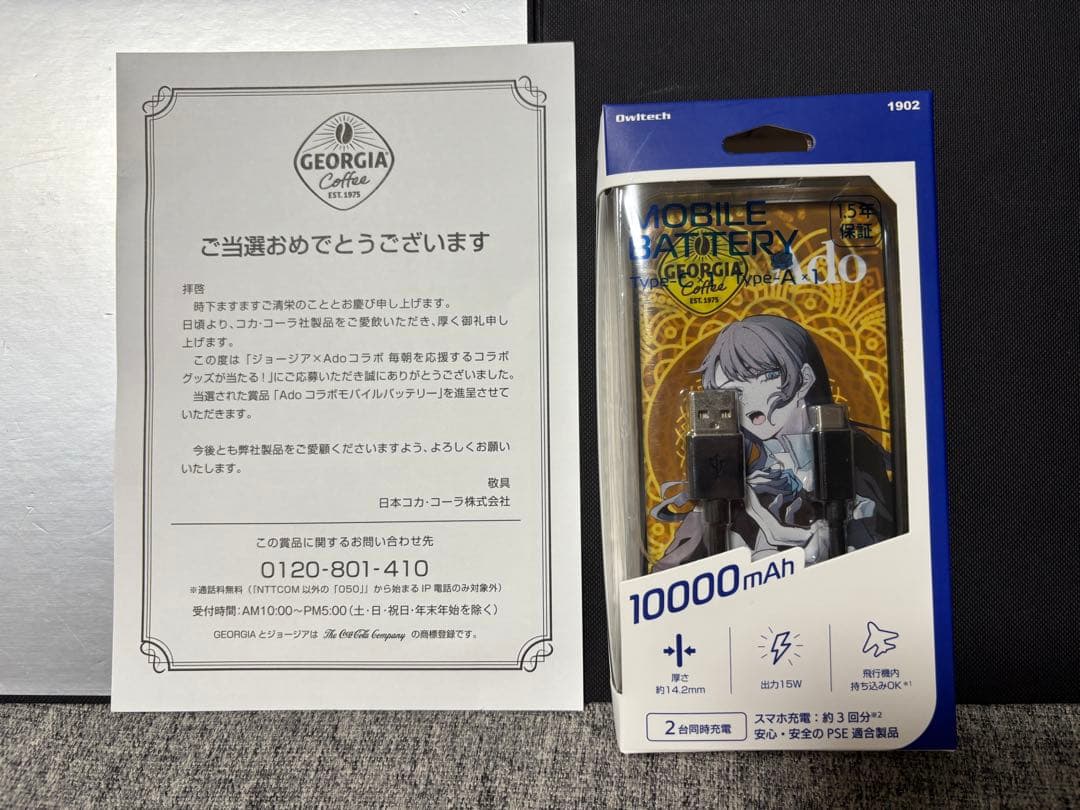 GEORGIA
Coffee
EST. 1975
ご当選おめでとうございます
拝啓
時下ますますご清栄のこととお慶び申し上げます。
日頃より、コカ・コーラ社製品をご愛飲いただき、厚く御礼申し
上げます。
この度は「ジョージア×Adoコラボ 毎朝を応援するコラボ
グッズが当たる!」にご応募いただき誠にありがとうございました。
当選された賞品「Adoコラボモバイルバッテリー」を進呈させて
いただきます。
今後とも弊社製品をご愛顧くださいますよう、よろしくお願い
いたします。
敬具
日本コカ・コーラ株式会社
この賞品に関するお問い合わせ先
0120-801-410
※通話料無料(「NTTCOM以外の「050」」から始まるIP電話のみ対象外)
受付時間:AM10:00~PM5:00(土・日・祝日・年末年始を除く)
GEORGIAとジョージアは The Coca-Cola Company の商標登録です。
Owltech
1902
MOBILE
BATTERY
Type-C×1 Type-A×1
1.5年
保証
Ado
GEORGIA
Coffee
EST. 1975
10000mAh
厚さ
約14.2mm
出力15W
飛行機内
持ち込みOK※1
2台同時充電
スマホ充電:約3回分※2
安心・安全のPSE適合製品